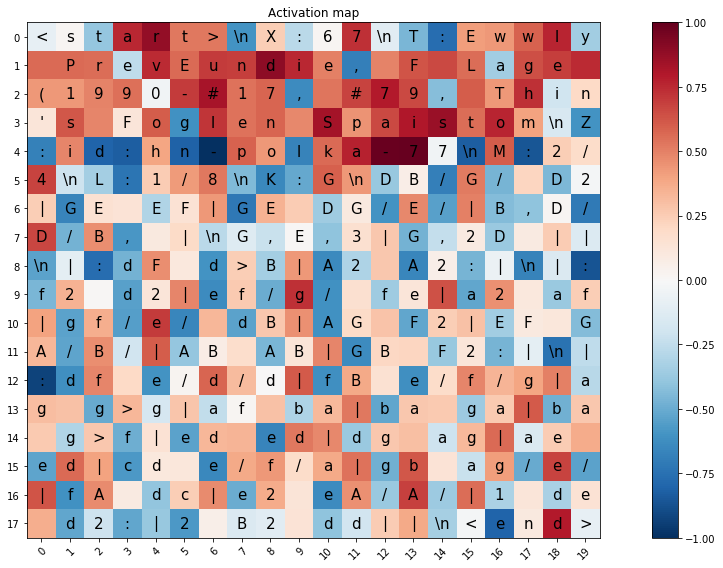 Activation map
0 < s t a r t > \n X : 6 7 \n T : E w w l y
1 P r e v E u n d i e , F L a g e
2 ( 1 9 9 0 - # 1 7 , # 7 9 , T h i n
3 ' s F o g l e n S p a i s t o m \n Z
4 : i d : h n - p o l k a - 7 7 \n M : 2 /
5 4 \n L : 1 / 8 \n K : G \n D B / G / D 2
6 | G E E F | G E D G / E / | B , D /
7 D / B , | \n G , E , 3 | G , 2 D | |
8 \n | : d F d > B | A 2 A 2 : | \n | :
9 f 2 d 2 | e f / g / f e | a 2 a f
10 | g f / e / d B | A G F 2 | E F G
11 A / B / | A B A B | G B F 2 : | \n |
12 : d f e / d / d | f B e / f / g | a
13 g g > g | a f b a | b a g a | b a
14 g > f | e d e d | d g a g | a e
15 e d | c d e / f / a | g b a g / e /
16 | f A d c | e 2 e A / A / | 1 d e
17 d 2 : | 2 B 2 d d | | \n < e n d >
0 1 2 3 4 5 6 7 8 9 10 11 12 13 14 15 16 17 18 19
1.00
0.75
0.50
0.25
0.00
−0.25
−0.50
−0.75
−1.00